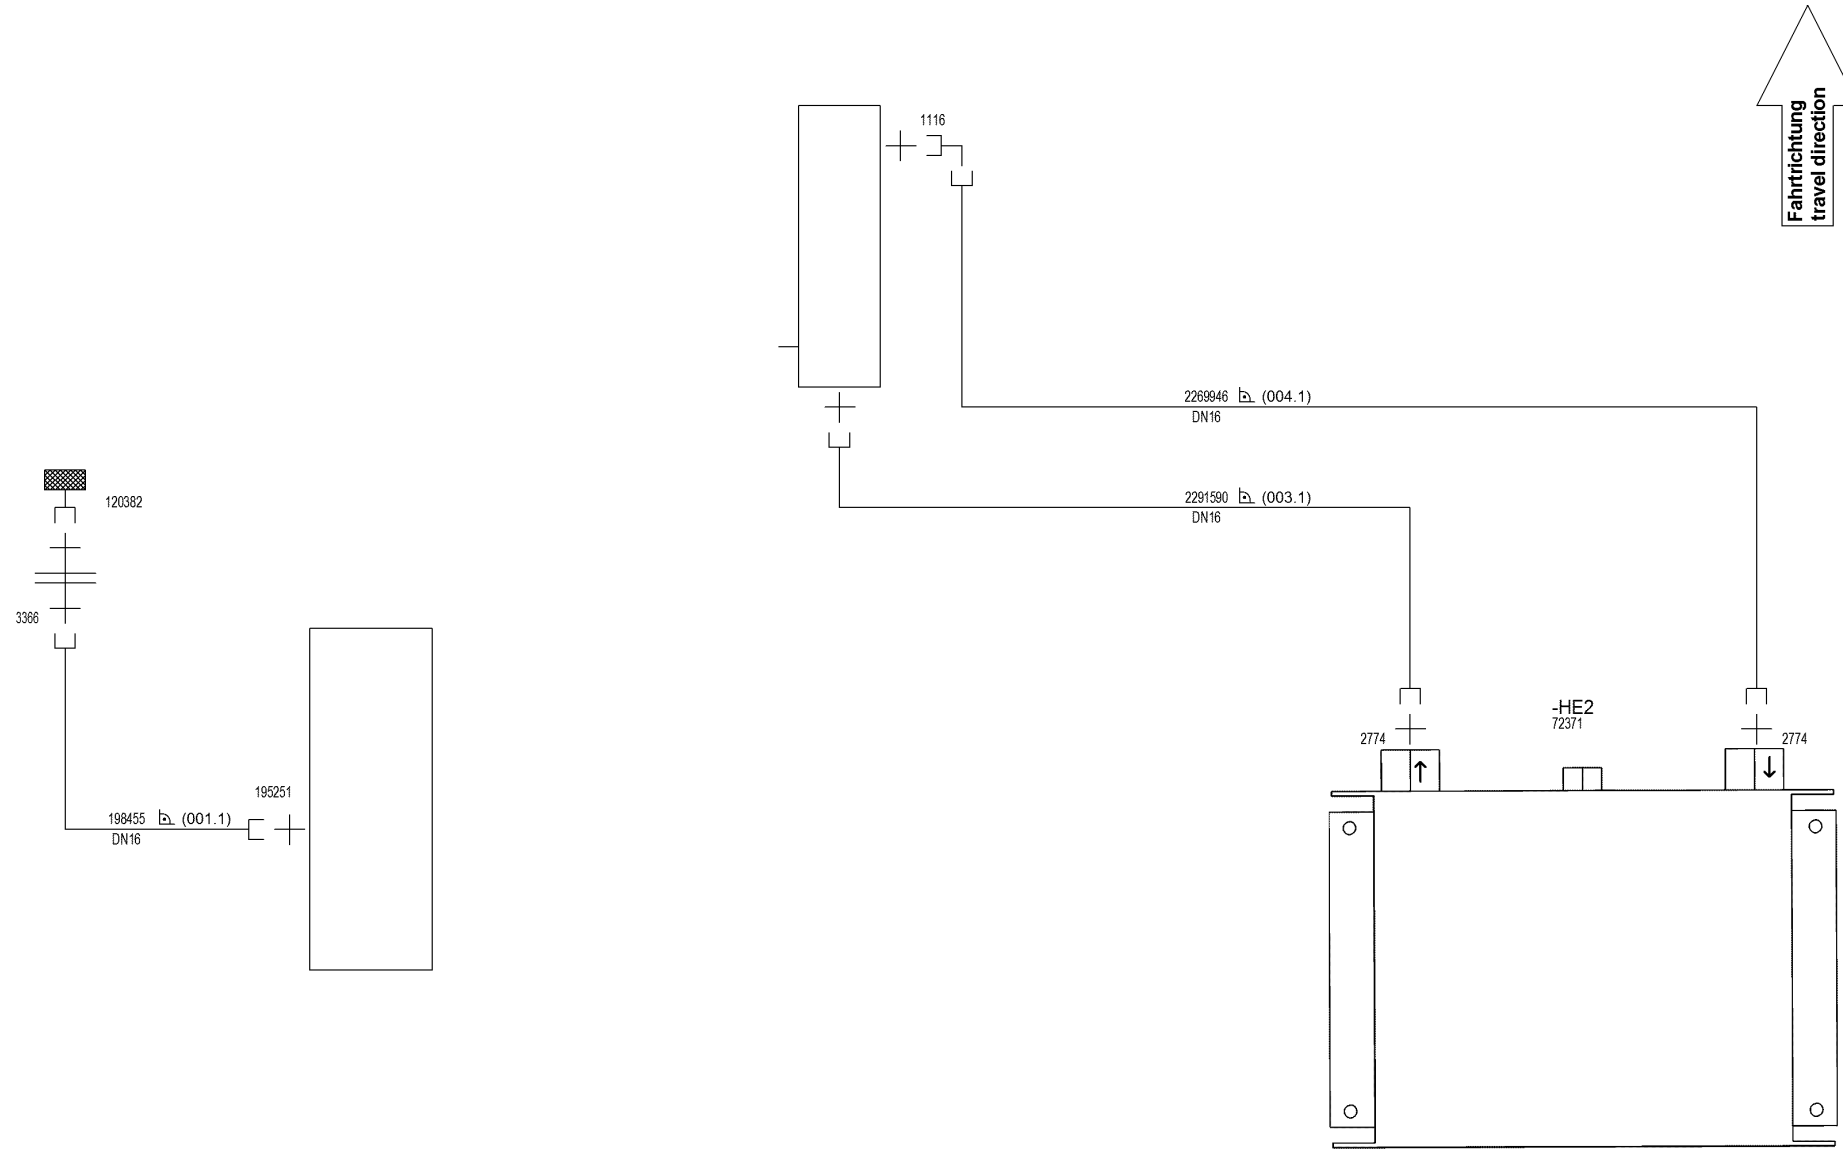 Fahrtrichtung
travel direction
1116
2269946 (004.1)
DN16
2291590 (003.1)
DN16
120382
3366
-HE2
72371
2774
2774
195251
198455 (001.1)
DN16